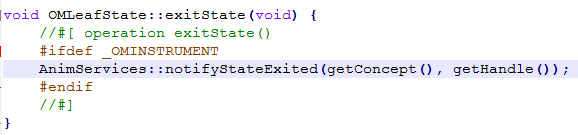 void OMLeafState::exitState(void) {
//#[ operation exitState()
#ifdef _OMINSTRUMENT
AnimServices::notifyStateExited(getConcept(), getHandle());
#endif
//#]
}